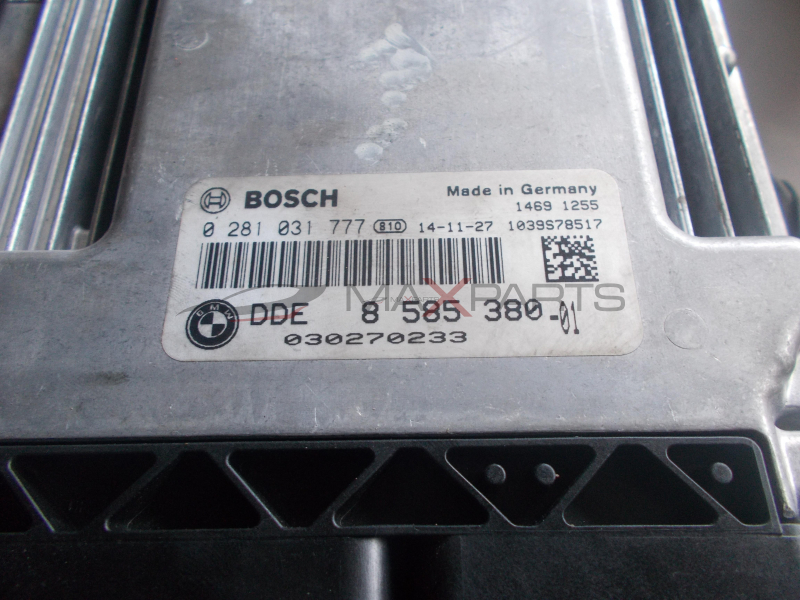 BOSCH
Made in Germany
1469 1255
0 281 031 777 810 14-11-27 1039S78517
MAXPARTS
BMW
DDE 8 585 380-01
030270233